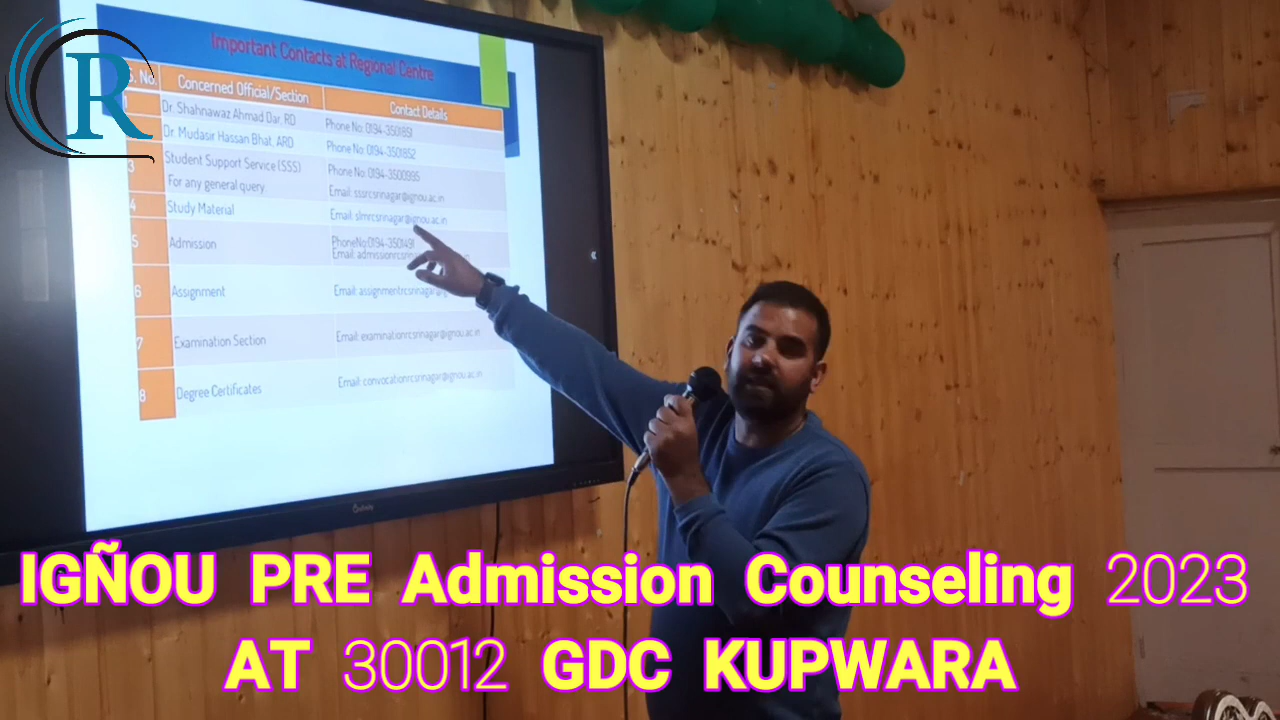 R
Important Contacts at Regional Centre
S. No. Concerned Official/Section Contact Details
1 Dr. Shahnawaz Ahmad Dar, RD Phone No: 0194-3501851
Dr. Mudasir Hassan Bhat, ARD Phone No: 0194-3501852
3 Student Support Service (SSS) Phone No: 0194-3500995
For any general query. Email: sssrcsrinagar@ignou.ac.in
4 Study Material Email: slmrcsrinagar@ignou.ac.in
5 Admission PhoneNo:0194-3501491
Email:
6 Assignment Email:
7 Examination Section Email: examinationrcsrinagar@ignou.ac.in
8 Degree Certificates Email: convocationrcsrinagar@ignou.ac.in
IGÑOU PRE Admission Counseling 2023
AT 30012 GDC KUPWARA